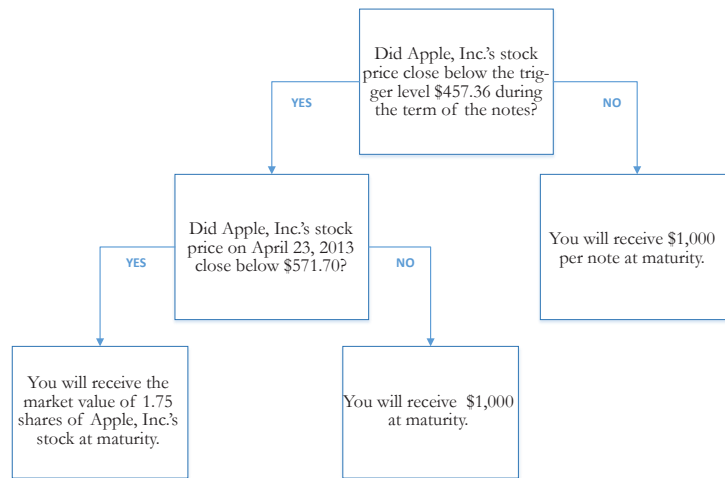 Did Apple, Inc.'s stock
price close below the trig-
ger level $457.36 during
the term of the notes?
YES
NO
Did Apple, Inc.'s stock
price on April 23, 2013
close below $571.70?
You will receive $1,000
per note at maturity.
YES
NO
You will receive the
market value of 1.75
shares of Apple, Inc.'s
stock at maturity.
You will receive $1,000
at maturity.